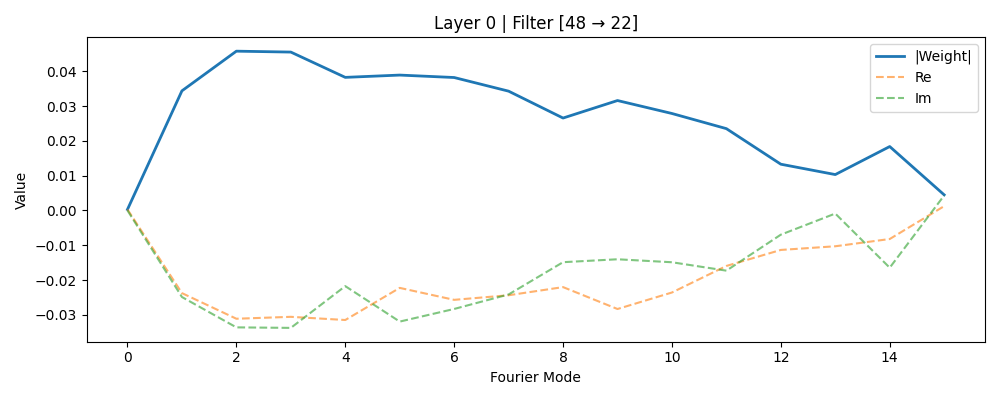 Layer 0 | Filter [48 → 22]
|Weight|
Re
Im
Value
0.04
0.03
0.02
0.01
0.00
−0.01
−0.02
−0.03
0 2 4 6 8 10 12 14
Fourier Mode